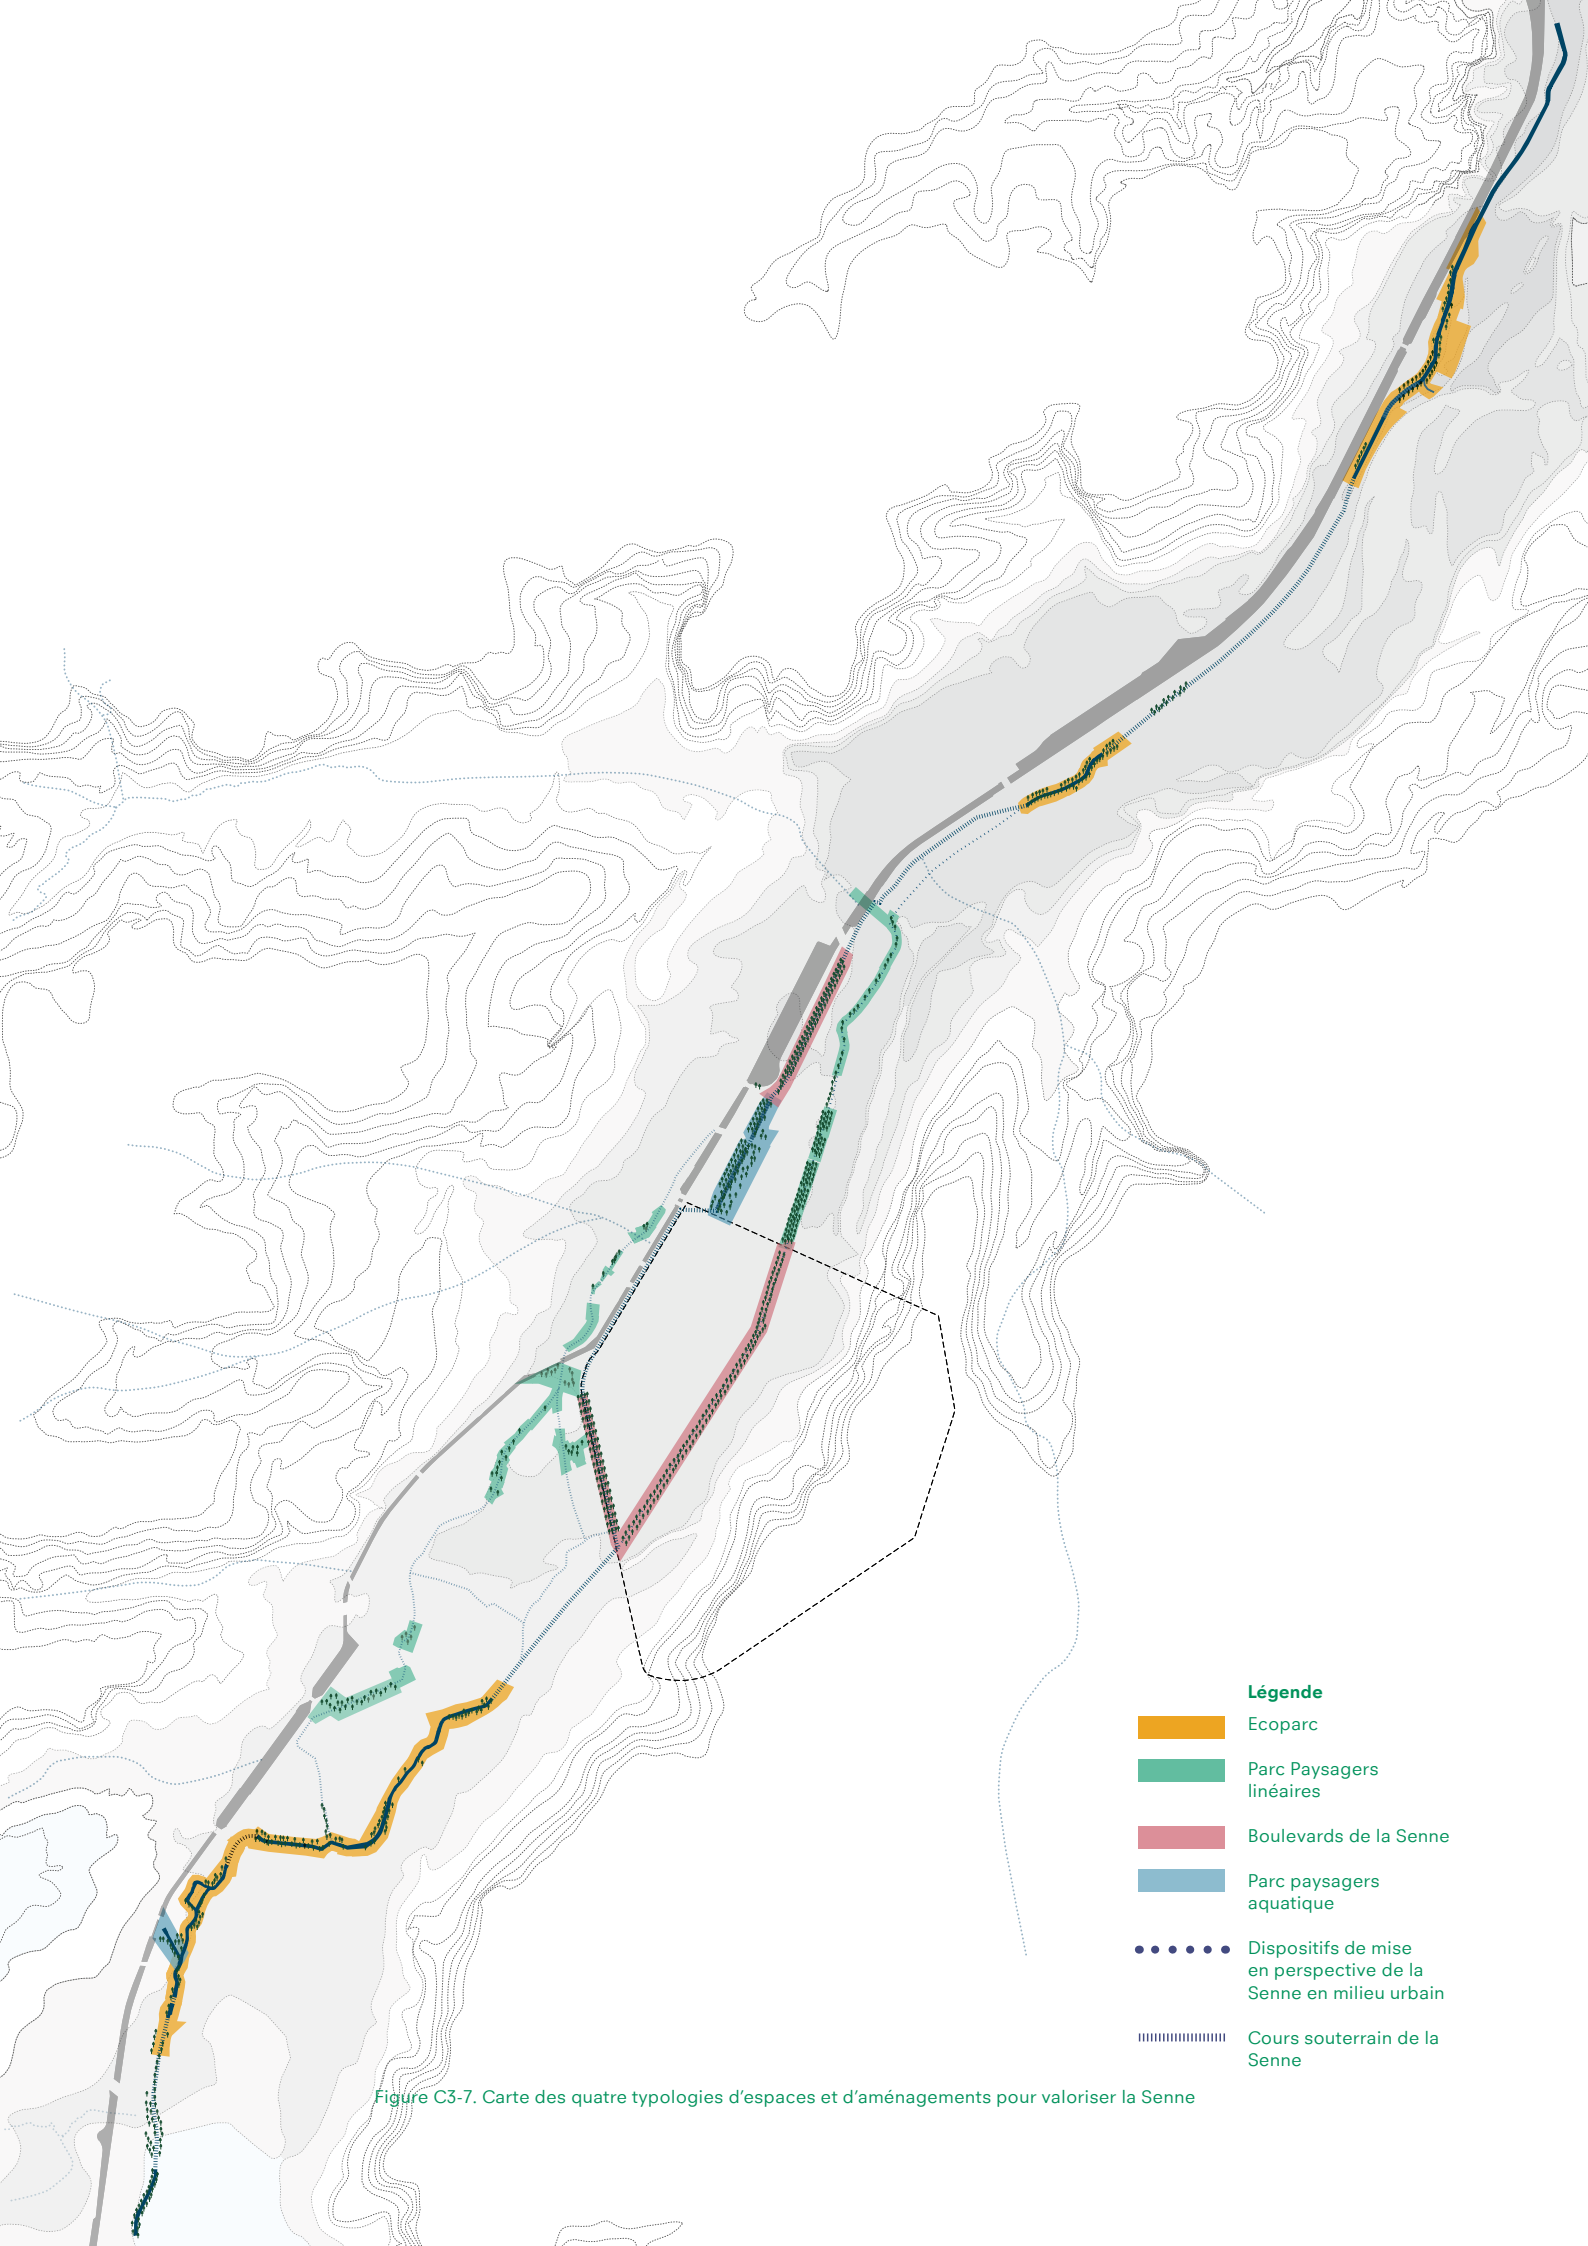 Légende
Ecoparc
Parc Paysagers
linéaires
Boulevards de la Senne
Parc paysagers
aquatique
Dispositifs de mise
en perspective de la
Senne en milieu urbain
Cours souterrain de la
Senne
Figure C3-7. Carte des quatre typologies d’espaces et d’aménagements pour valoriser la Senne